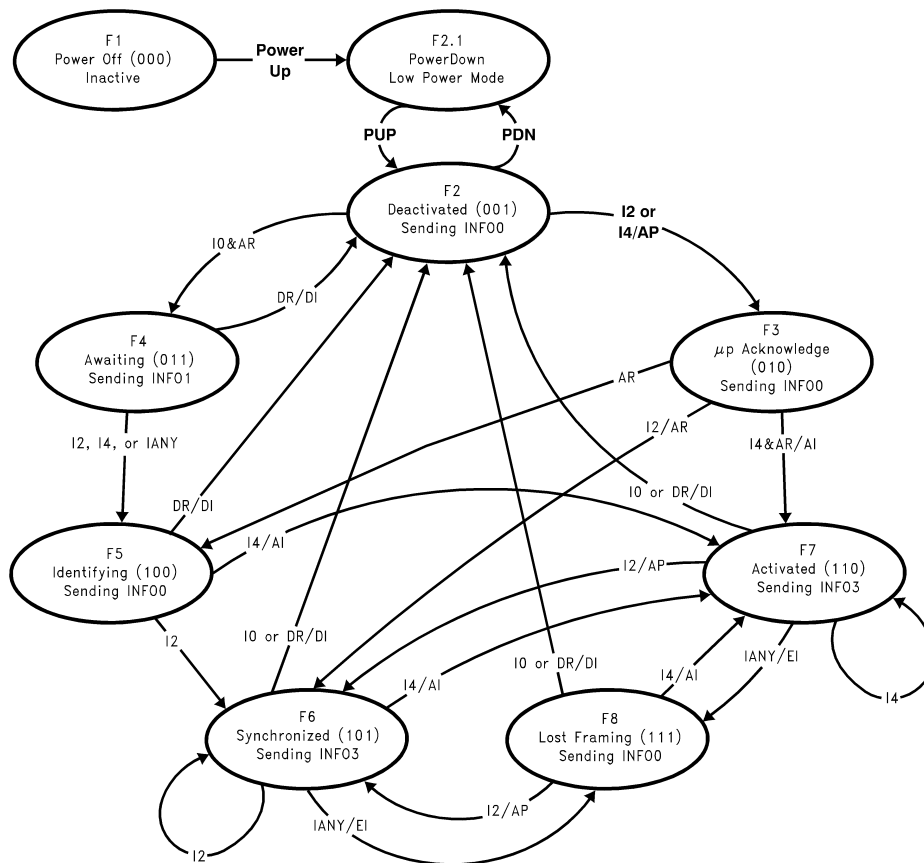 F1
Power Off (000)
Inactive
Power
Up
F2.1
PowerDown
Low Power Mode
PUP
PDN
F2
Deactivated (001)
Sending INFO0
I2 or
I4/AP
I0&AR
DR/DI
F4
Awaiting (011)
Sending INFO1
F3
μp Acknowledge
(010)
Sending INFO0
AR
I2/AR
I4&AR/AI
I2, I4, or IANY
DR/DI
I0 or DR/DI
F5
Identifying (100)
Sending INFO0
I4/AI
I2/AP
F7
Activated (110)
Sending INFO3
I2
I0 or DR/DI
I4/AI
I0 or DR/DI
I4/AI
IANY/EI
I4
F6
Synchronized (101)
Sending INFO3
F8
Lost Framing (111)
Sending INFO0
I2/AP
IANY/EI
I2